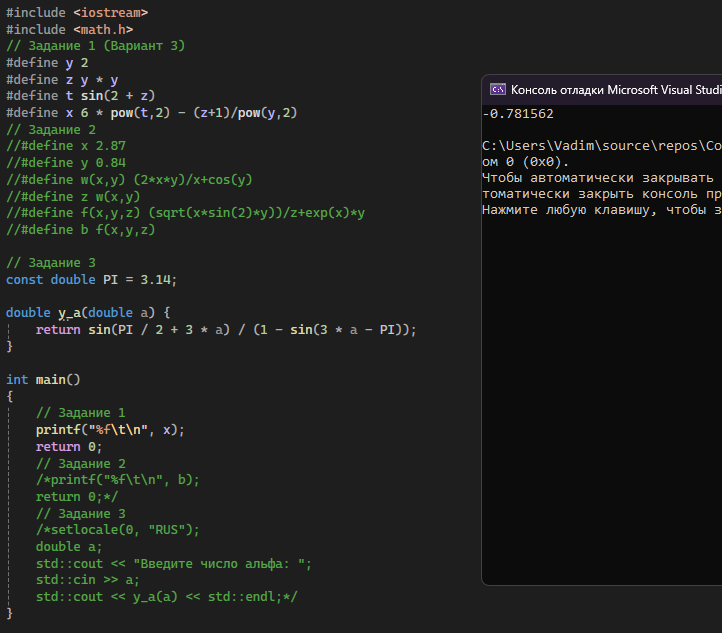 #include <iostream>
#include <math.h>
// Задание 1 (Вариант 3)
#define y 2
#define z y * y
#define t sin(2 + z)
#define x 6 * pow(t,2) - (z+1)/pow(y,2)
// Задание 2
//#define x 2.87
//#define y 0.84
//#define w(x,y) (2*x*y)/x+cos(y)
//#define z w(x,y)
//#define f(x,y,z) (sqrt(x*sin(2)*y))/z+exp(x)*y
//#define b f(x,y,z)
// Задание 3
const double PI = 3.14;
double y_a(double a) {
return sin(PI / 2 + 3 * a) / (1 - sin(3 * a - PI));
}
int main()
{
// Задание 1
printf("%f\t\n", x);
return 0;
// Задание 2
/*printf("%f\t\n", b);
return 0;*/
// Задание 3
/*setlocale(0, "RUS");
double a;
std::cout << "Введите число альфа: ";
std::cin >> a;
std::cout << y_a(a) << std::endl;*/
}
Консоль отладки Microsoft Visual Studi
-0.781562
C:\Users\Vadim\source\repos\Co
ом 0 (0x0).
Чтобы автоматически закрывать
томатически закрыть консоль пр
Нажмите любую клавишу, чтобы з